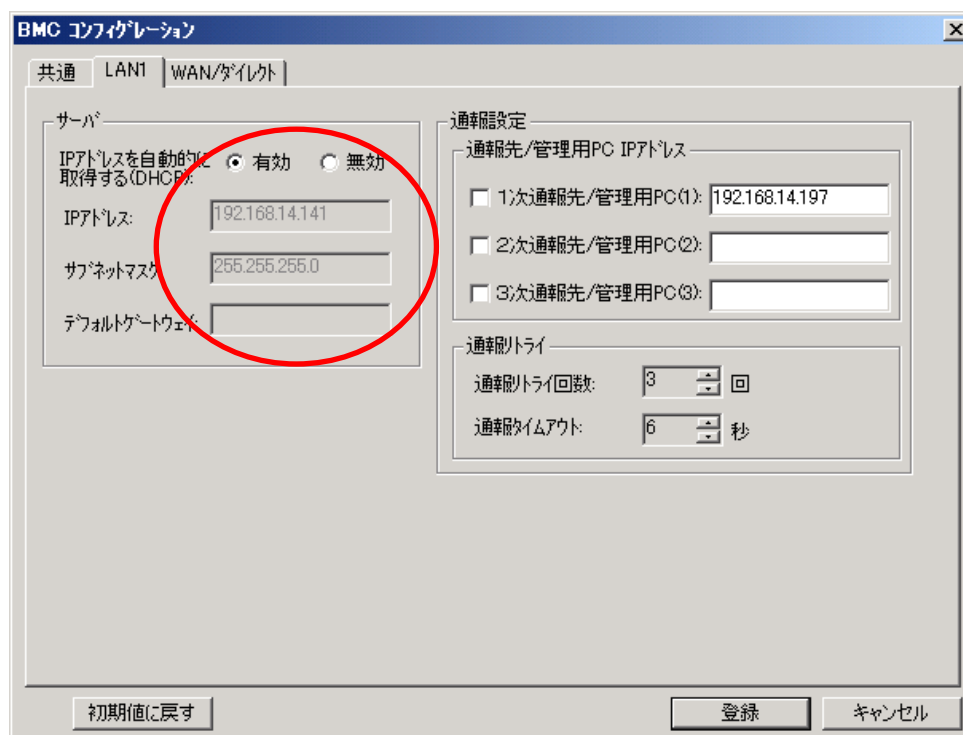 BMC コンフィグレーション
共通 LAN1 WAN/ダイレクト
サーバ
IPアドレスを自動的に
取得する(DHCP): 有効 無効
IPアドレス: 192.168.14.141
サブネットマスク 255.255.255.0
デフォルトゲートウェイ:
通報設定
通報先/管理用PC IPアドレス
1次通報先/管理用PC(1): 192.168.14.197
2次通報先/管理用PC(2):
3次通報先/管理用PC(3):
通報リトライ
通報リトライ回数: 3 回
通報タイムアウト: 6 秒
初期値に戻す 登録 キャンセル